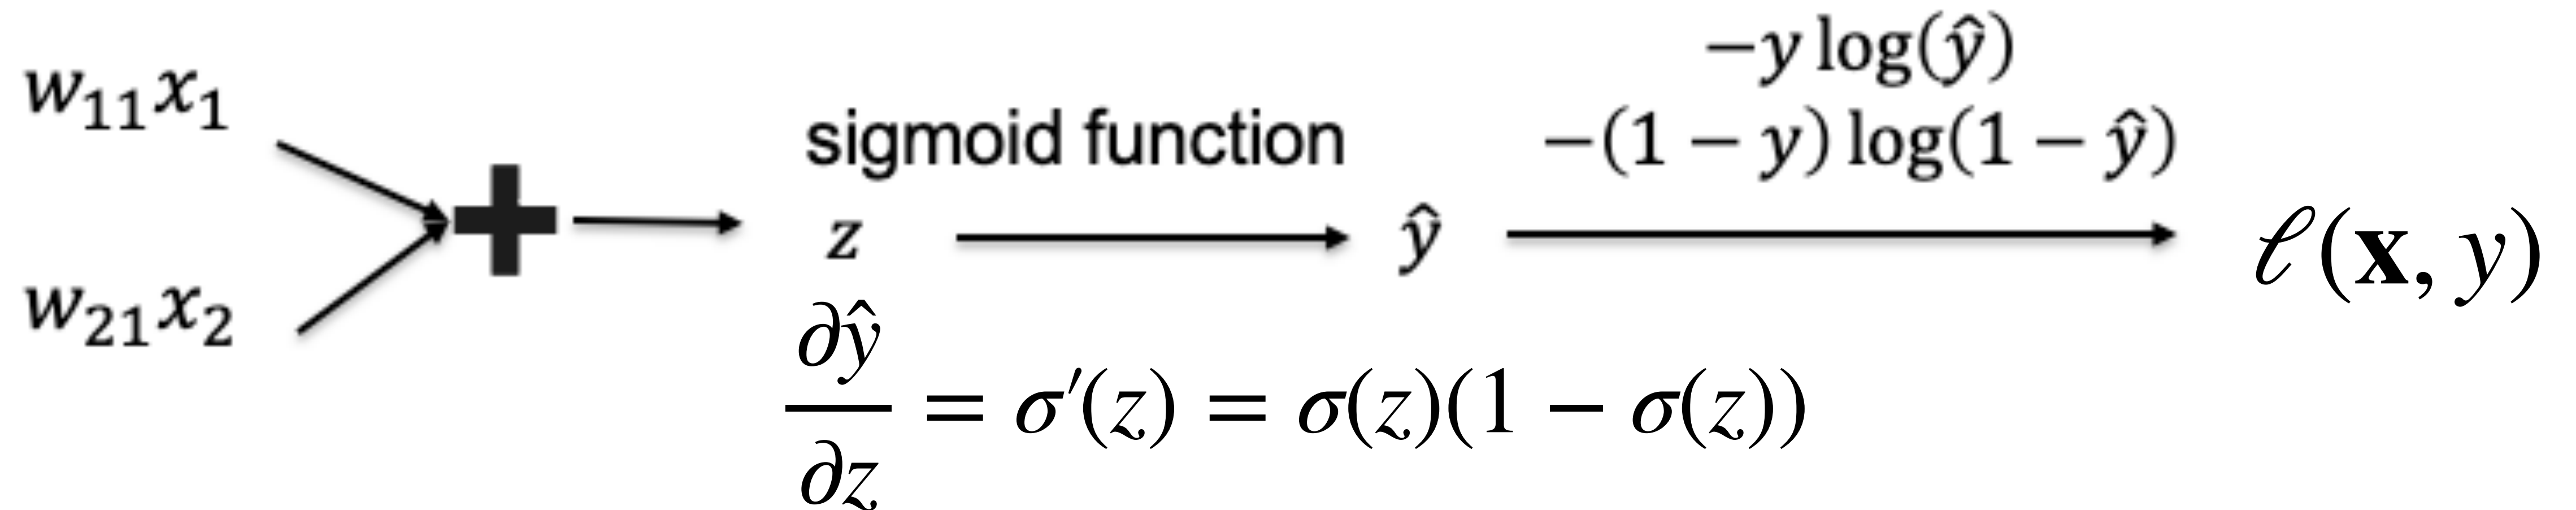 w₁₁x₁
w₂₁x₂
sigmoid function
z
ŷ
−y log(ŷ)
−(1 − y) log(1 − ŷ)
ℓ(𝐱, y)
∂ŷ/∂z = σ′(z) = σ(z)(1 − σ(z))